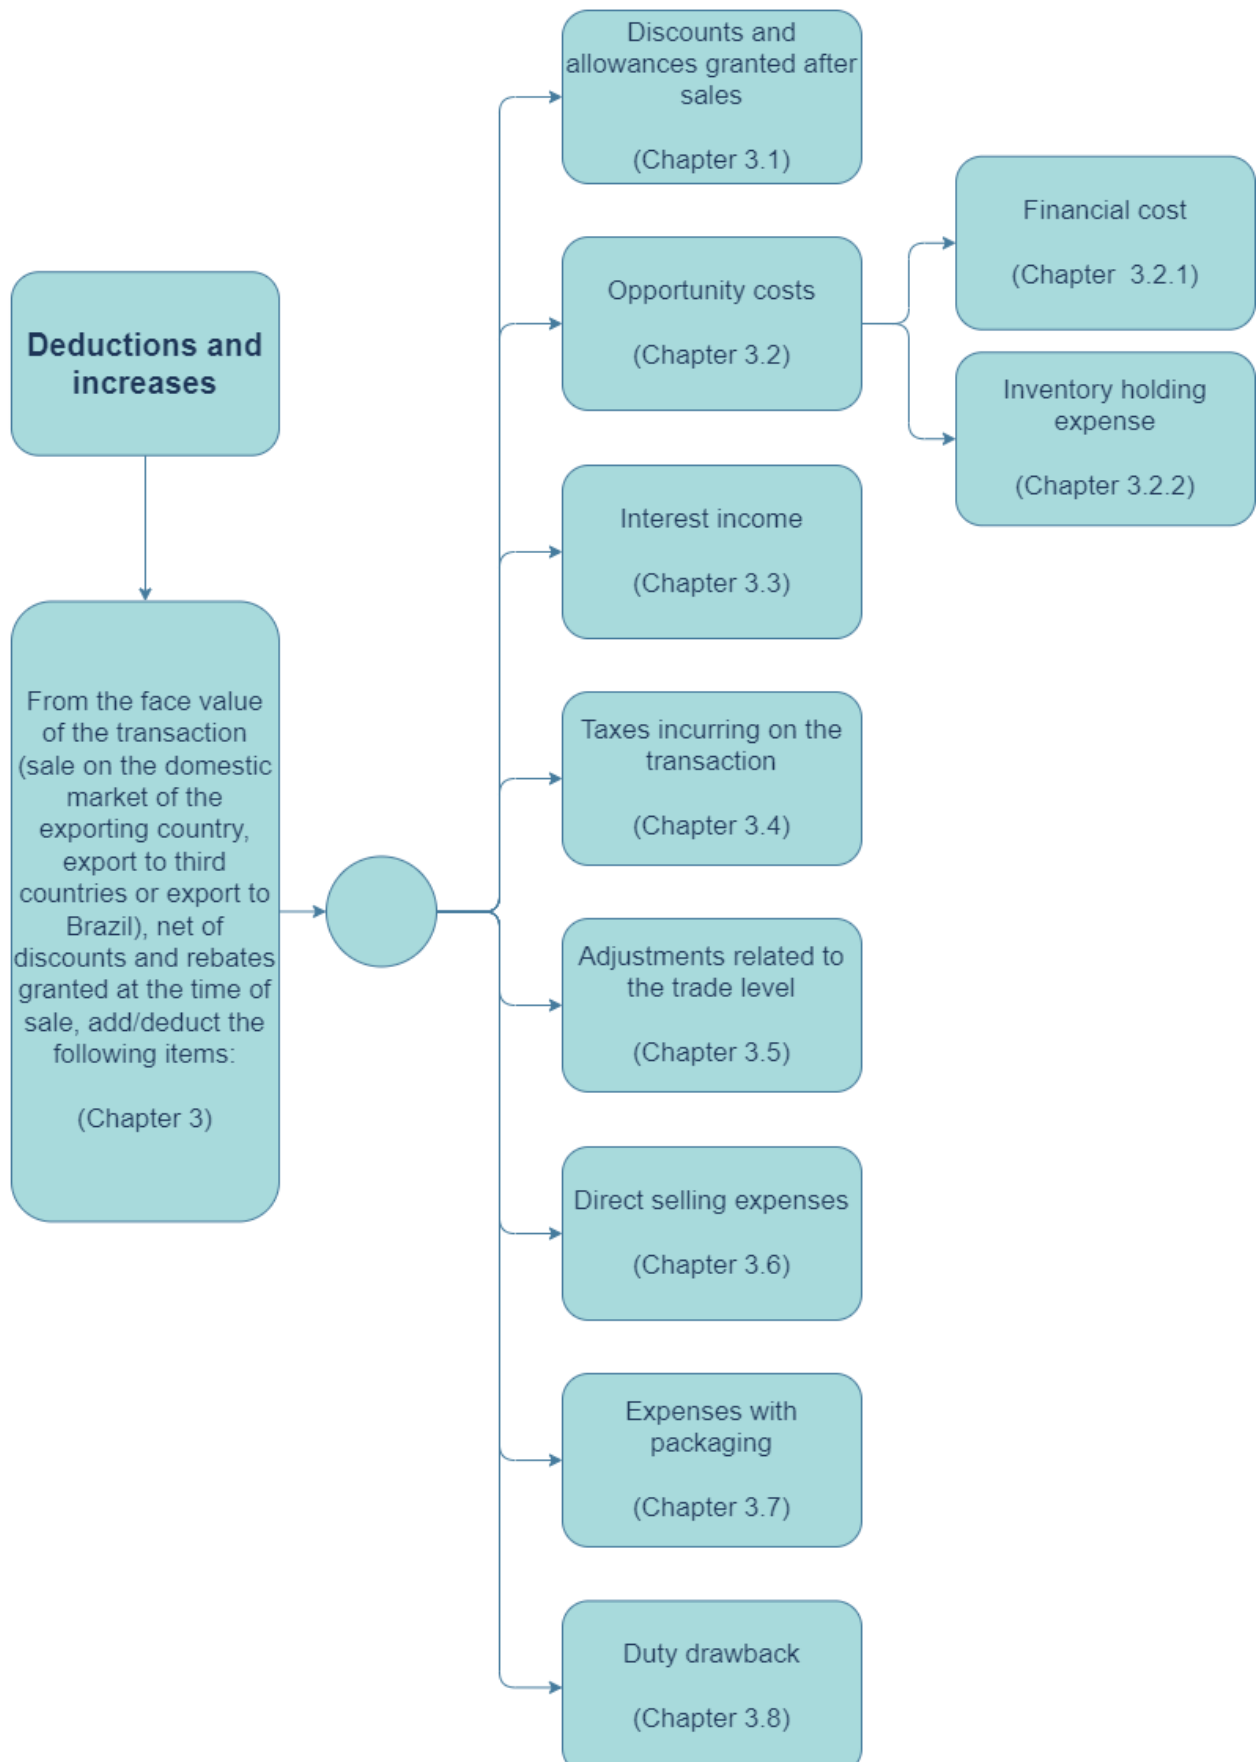 Deductions and
increases
From the face value
of the transaction
(sale on the domestic
market of the
exporting country,
export to third
countries or export to
Brazil), net of
discounts and rebates
granted at the time of
sale, add/deduct the
following items:
(Chapter 3)
Discounts and
allowances granted after
sales
(Chapter 3.1)
Opportunity costs
(Chapter 3.2)
Financial cost
(Chapter 3.2.1)
Inventory holding
expense
(Chapter 3.2.2)
Interest income
(Chapter 3.3)
Taxes incurring on the
transaction
(Chapter 3.4)
Adjustments related to
the trade level
(Chapter 3.5)
Direct selling expenses
(Chapter 3.6)
Expenses with
packaging
(Chapter 3.7)
Duty drawback
(Chapter 3.8)